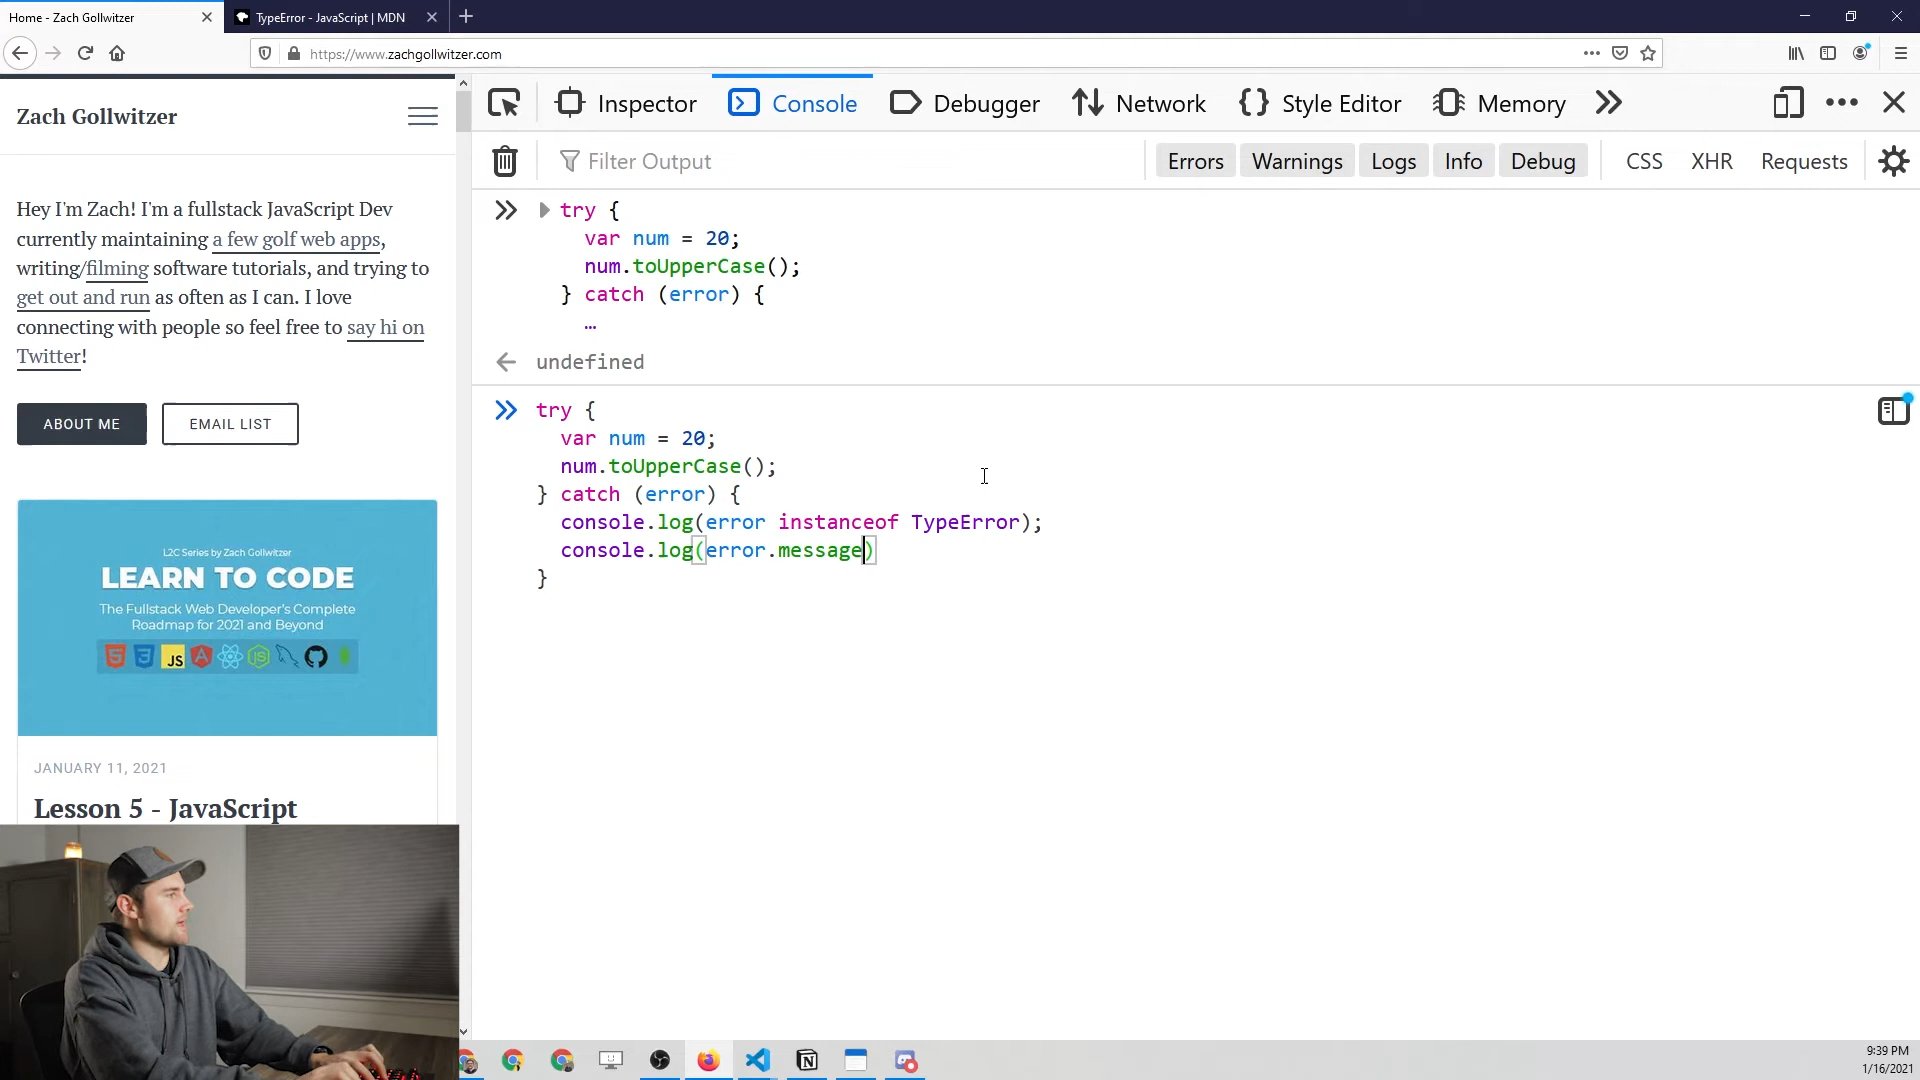 Home - Zach Gollwitzer
TypeError - JavaScript | MDN
https://www.zachgollwitzer.com
Zach Gollwitzer
Hey I'm Zach! I'm a fullstack JavaScript Dev
currently maintaining a few golf web apps,
writing/filming software tutorials, and trying to
get out and run as often as I can. I love
connecting with people so feel free to say hi on
Twitter!
ABOUT ME
EMAIL LIST
L2C Series by Zach Gollwitzer
LEARN TO CODE
The Fullstack Web Developer's Complete
Roadmap for 2021 and Beyond
JS
JANUARY 11, 2021
Lesson 5 - JavaScript
Inspector
Console
Debugger
Network
Style Editor
Memory
Filter Output
Errors
Warnings
Logs
Info
Debug
CSS
XHR
Requests
try {
var num = 20;
num.toUpperCase();
} catch (error) {
…
undefined
try {
var num = 20;
num.toUpperCase();
} catch (error) {
console.log(error instanceof TypeError);
console.log(error.message)
}
9:39 PM
1/16/2021